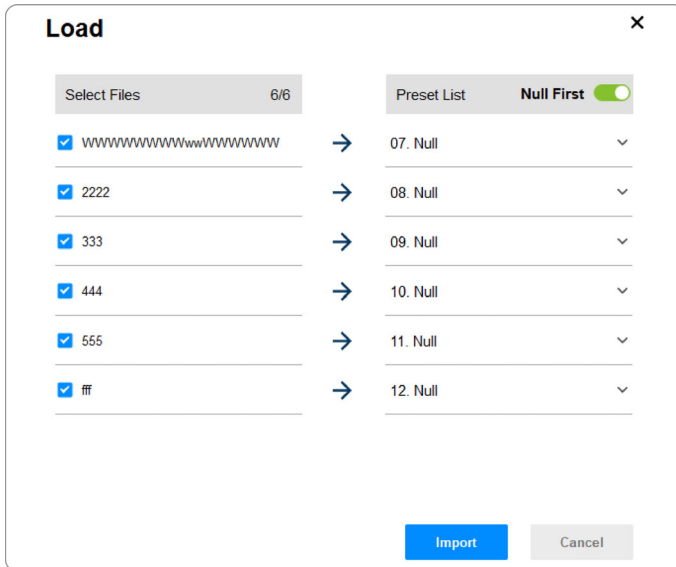 Load
Select Files 6/6 Preset List Null First
WWWWWWWWwwWWWWWW 07. Null
2222 08. Null
333 09. Null
444 10. Null
555 11. Null
fff 12. Null
Import Cancel